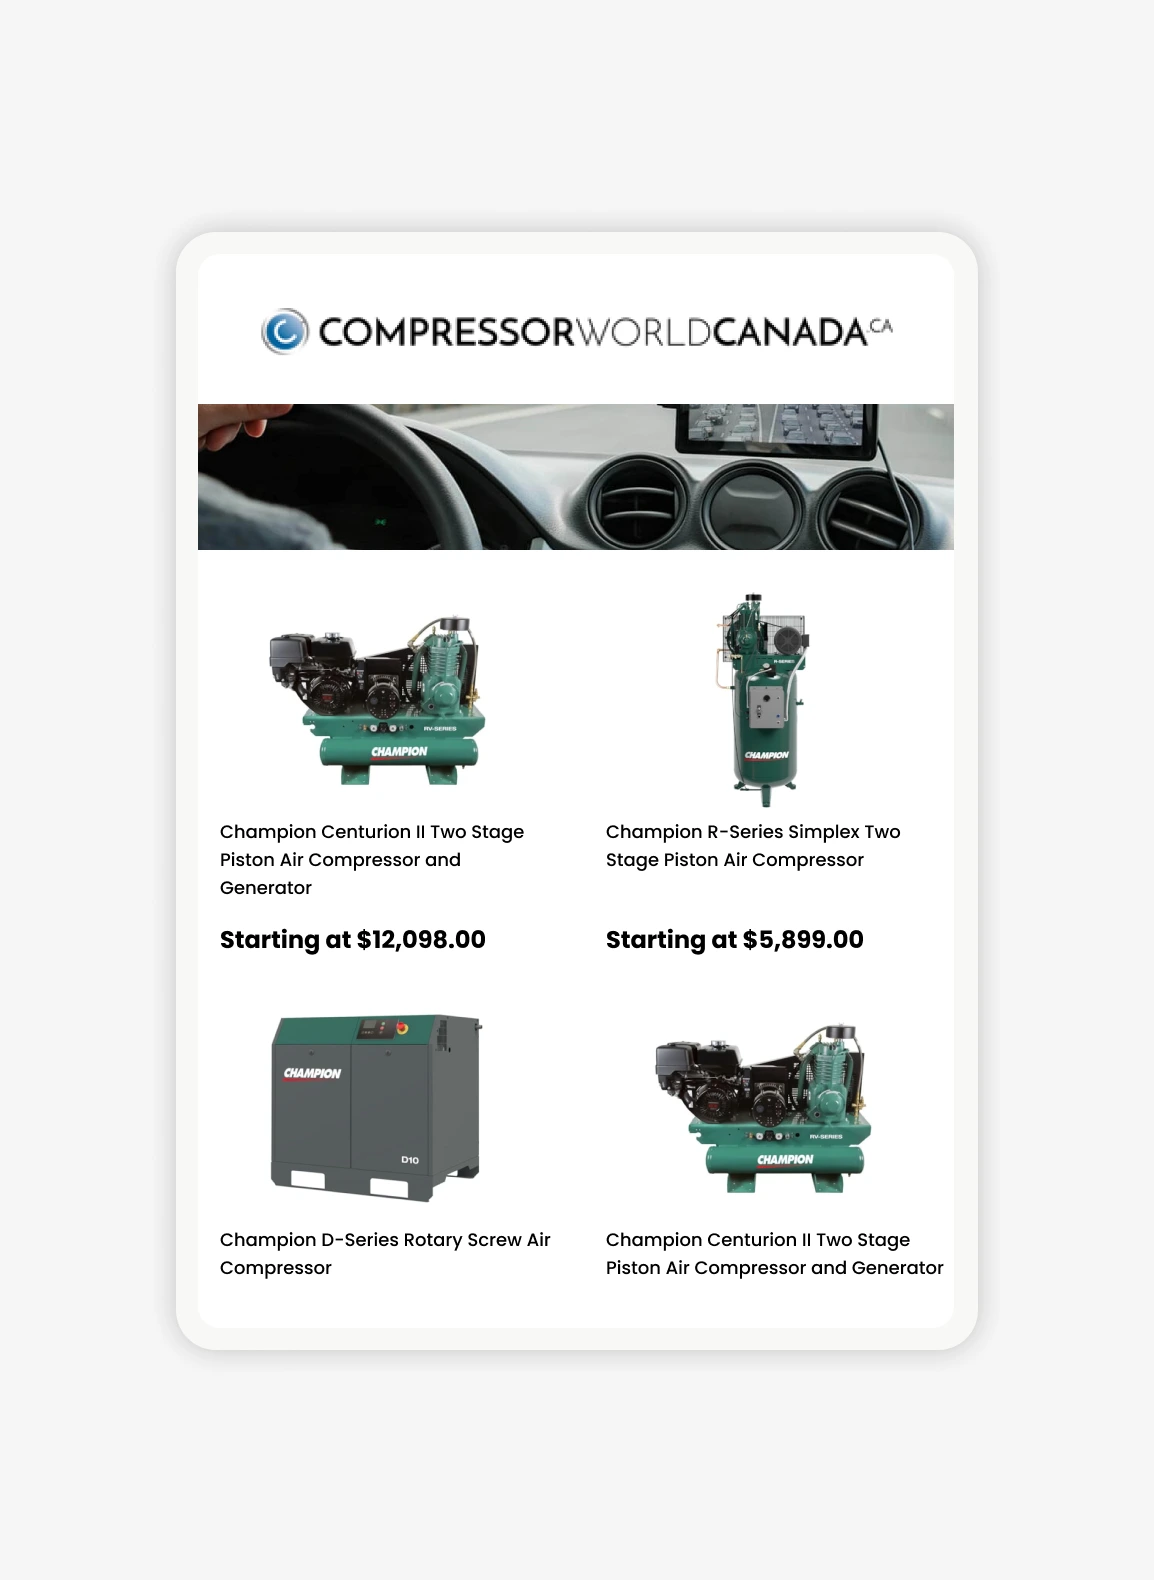 COMPRESSORWORLDCANADA.CA
RV-SERIES
CHAMPION
R-SERIES
CHAMPION
Champion Centurion II Two Stage
Piston Air Compressor and
Generator
Champion R-Series Simplex Two
Stage Piston Air Compressor
Starting at $12,098.00
Starting at $5,899.00
CHAMPION
D10
RV-SERIES
CHAMPION
Champion D-Series Rotary Screw Air
Compressor
Champion Centurion II Two Stage
Piston Air Compressor and Generator